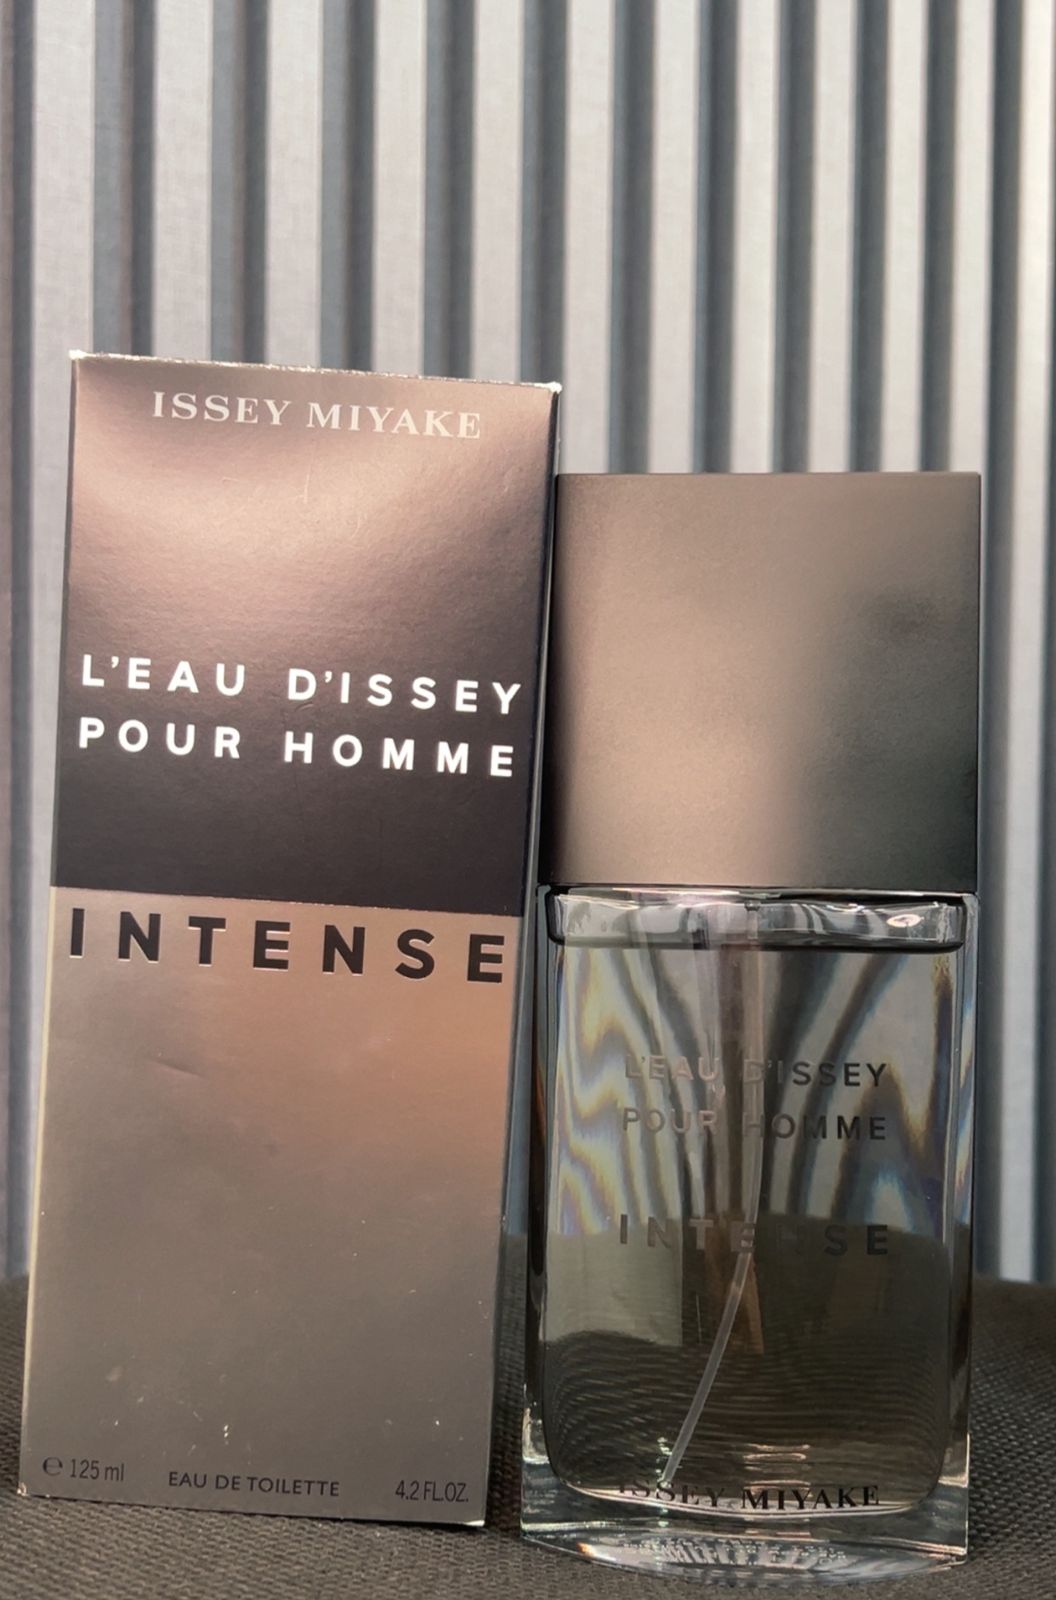 ISSEY MIYAKE
L'EAU D'ISSEY
POUR HOMME
INTENSE
℮ 125 ml EAU DE TOILETTE 4.2 FL.OZ.
L'EAU D'ISSEY
POUR HOMME
INTENSE
ISSEY MIYAKE